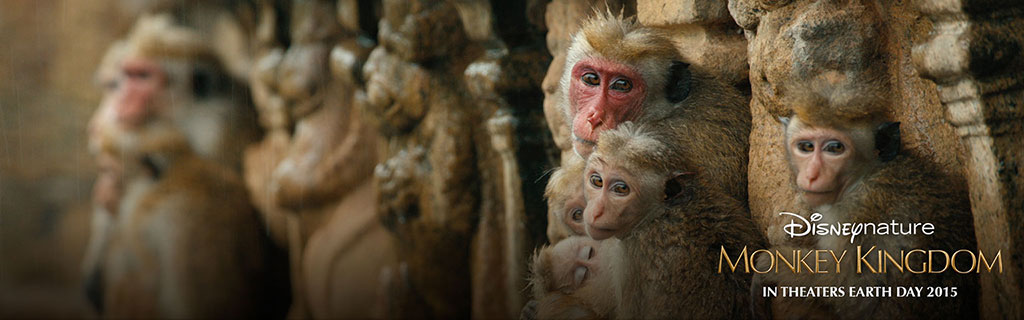 Disneynature
MONKEY KINGDOM
IN THEATERS EARTH DAY 2015